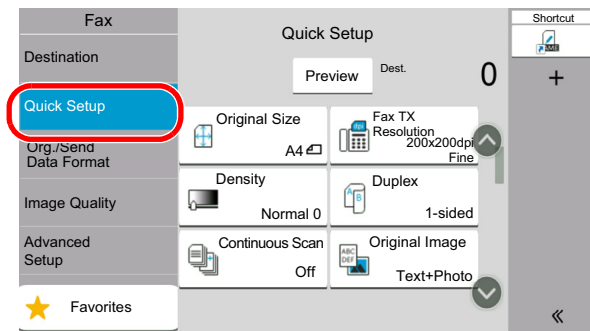 Fax
Destination
Quick Setup
Org./Send
Data Format
Image Quality
Advanced
Setup
Favorites
Quick Setup
Preview
Dest.
0
Original Size
A4
Fax TX
Resolution
200x200dpi
Fine
Density
Normal 0
Duplex
1-sided
Continuous Scan
Off
Original Image
Text+Photo
1
Shortcut
+